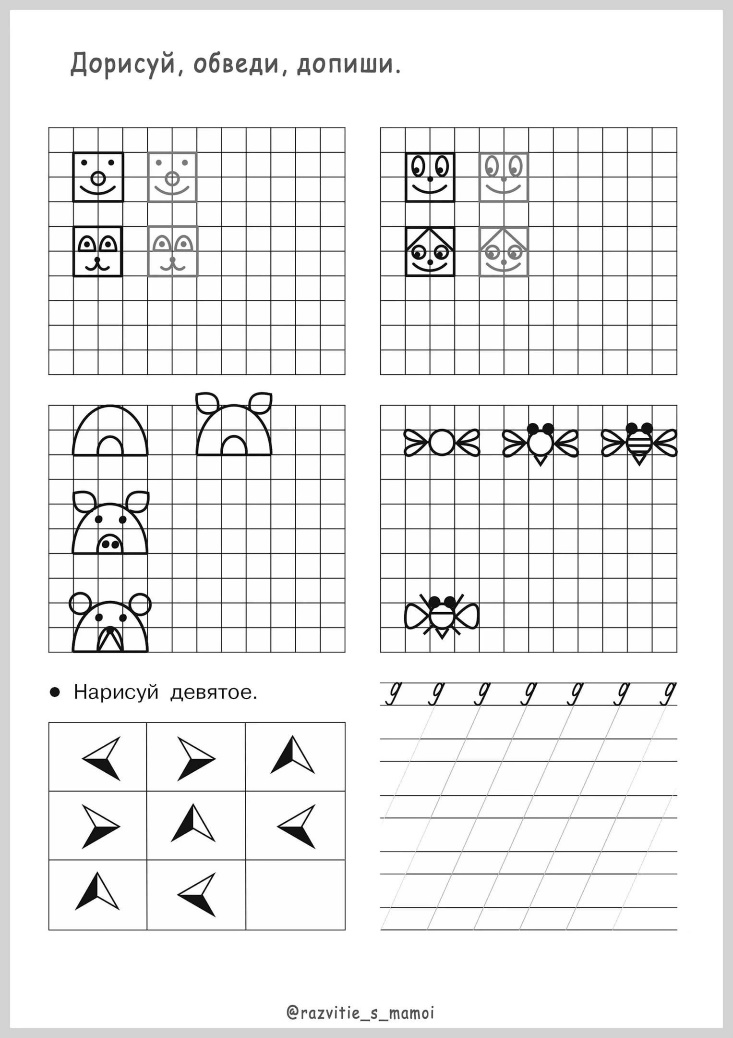 Дорисуй, обведи, допиши.
● Нарисуй девятое.
д д д д д д д
@razvitie_s_mamoi